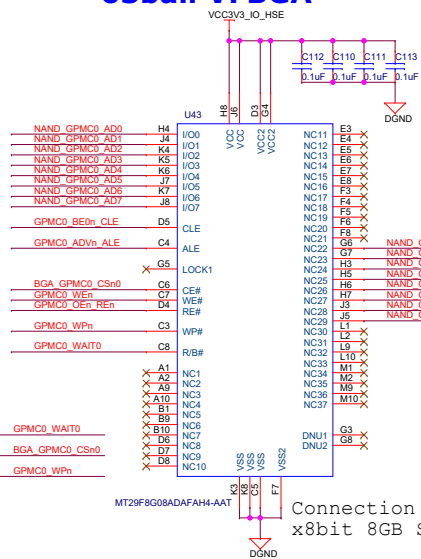 VCC3V3_IO_HSE
C112 C110 C111 C113
0.1uF 0.1uF 0.1uF 0.1uF
DGND
U43
H8 J6 D3 G4
VCC VCC VCC2 VCC2
NAND_GPMC0_AD0 H4 I/O0
NAND_GPMC0_AD1 J4 I/O1
NAND_GPMC0_AD2 K4 I/O2
NAND_GPMC0_AD3 K5 I/O3
NAND_GPMC0_AD4 K6 I/O4
NAND_GPMC0_AD5 J7 I/O5
NAND_GPMC0_AD6 K7 I/O6
NAND_GPMC0_AD7 J8 I/O7
GPMC0_BE0n_CLE D5 CLE
GPMC0_ADVn_ALE C4 ALE
G5 LOCK1
BGA_GPMC0_CSn0 C6 CE#
GPMC0_WEn C7 WE#
GPMC0_OEn_REn D4 RE#
GPMC0_WPn C3 WP#
GPMC0_WAIT0 C8 R/B#
A1 NC1
A2 NC2
A9 NC3
A10 NC4
B1 NC5
B9 NC6
B10 NC7
D6 NC8
D7 NC9
D8 NC10
GPMC0_WAIT0
BGA_GPMC0_CSn0
GPMC0_WPn
NC11 E3
NC12 E4
NC13 E5
NC14 E6
NC15 E7
NC16 E8
NC17 F3
NC18 F4
NC19 F5
NC20 F6
NC21 F8
NC22 G6
NC23 G7
NC24 H3
NC25 H5
NC26 H6
NC27 H7
NC28 J3
NC29 J5
NC30 L1
NC31 L2
NC32 L9
NC33 L10
NC34 M1
NC35 M2
NC36 M9
NC37 M10
DNU1 G3
DNU2 G8
VSS VSS VSS VSS2
K3 K8 C5 F7
MT29F8G08ADAFAH4-AAT
DGND
Connection
x8bit 8GB